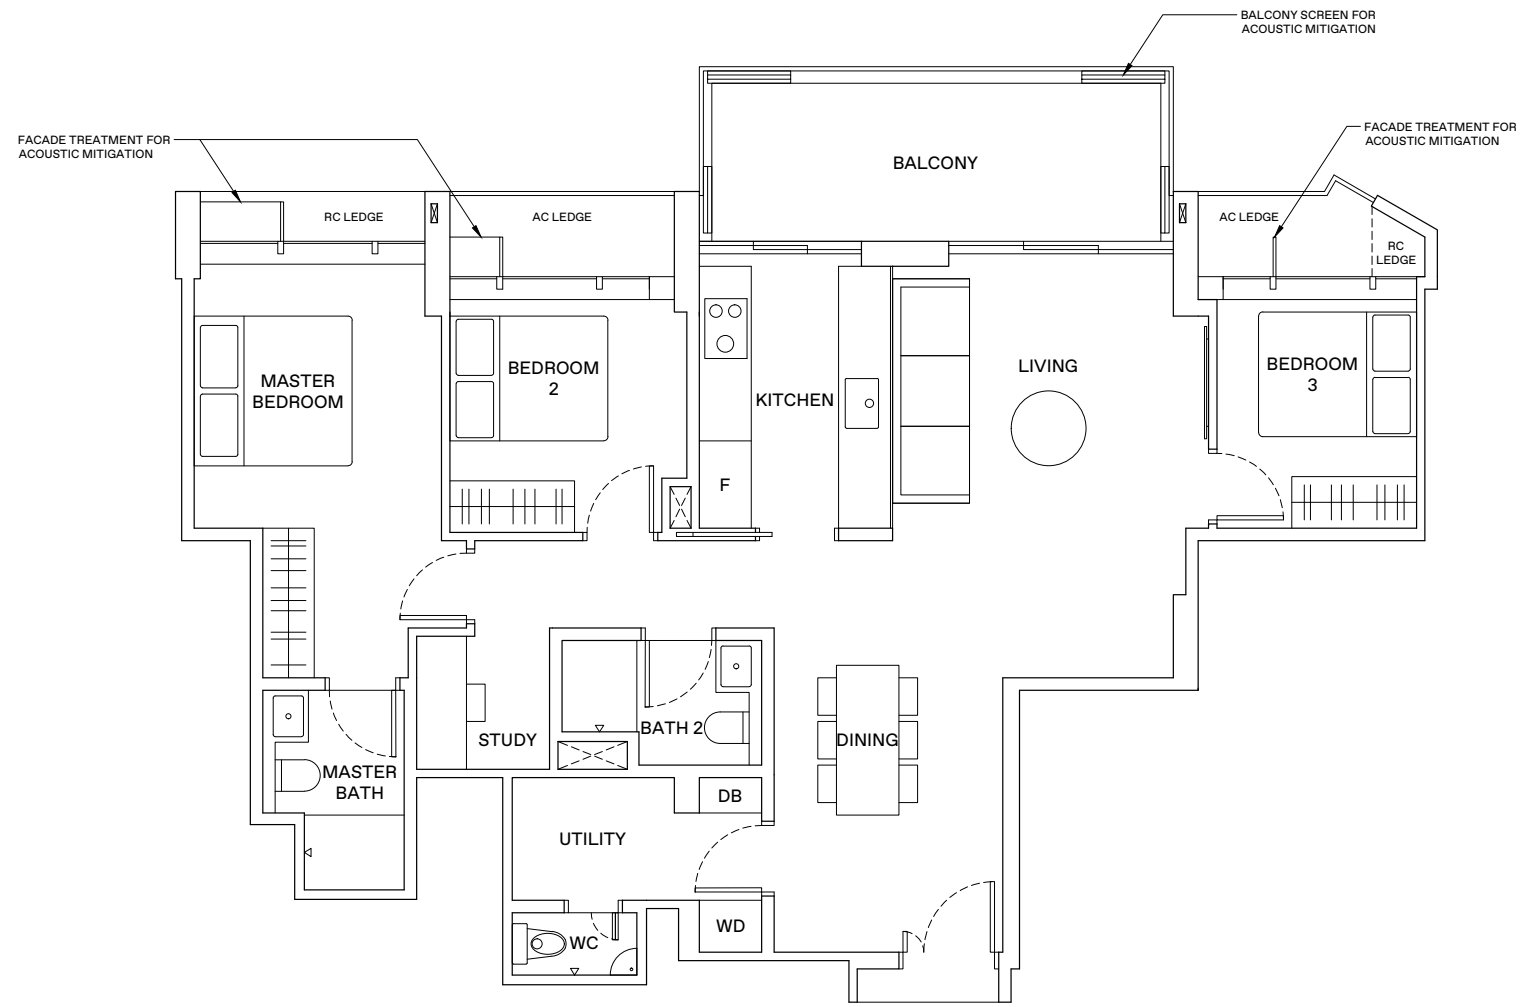 BALCONY SCREEN FOR
ACOUSTIC MITIGATION
FACADE TREATMENT FOR
ACOUSTIC MITIGATION
FACADE TREATMENT FOR
ACOUSTIC MITIGATION
BALCONY
RC LEDGE
AC LEDGE
AC LEDGE
RC
LEDGE
MASTER
BEDROOM
BEDROOM
2
KITCHEN
LIVING
BEDROOM
3
F
STUDY
BATH 2
DINING
MASTER
BATH
DB
UTILITY
WD
WC